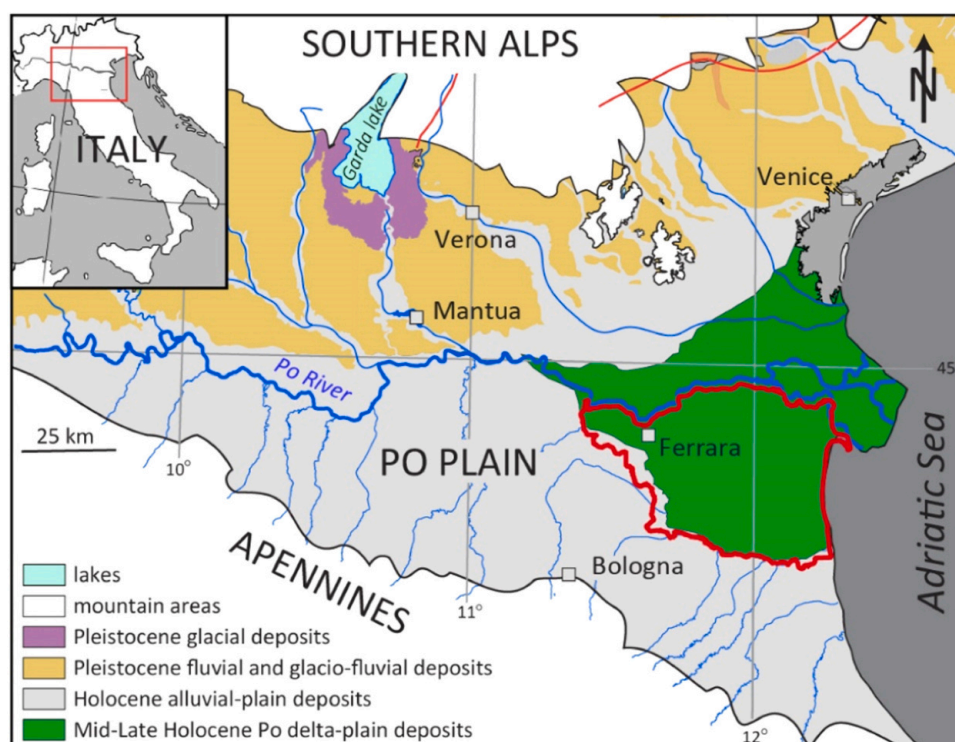 SOUTHERN ALPS
12
N
ITALY
Garda lake
Venice
Verona
Mantua
Po River
45
25 km
10°
PO PLAIN
Ferrara
Adriatic Sea
APENNINES
Bologna
11°
lakes
mountain areas
Pleistocene glacial deposits
Pleistocene fluvial and glacio-fluvial deposits
Holocene alluvial-plain deposits
Mid-Late Holocene Po delta-plain deposits
12°